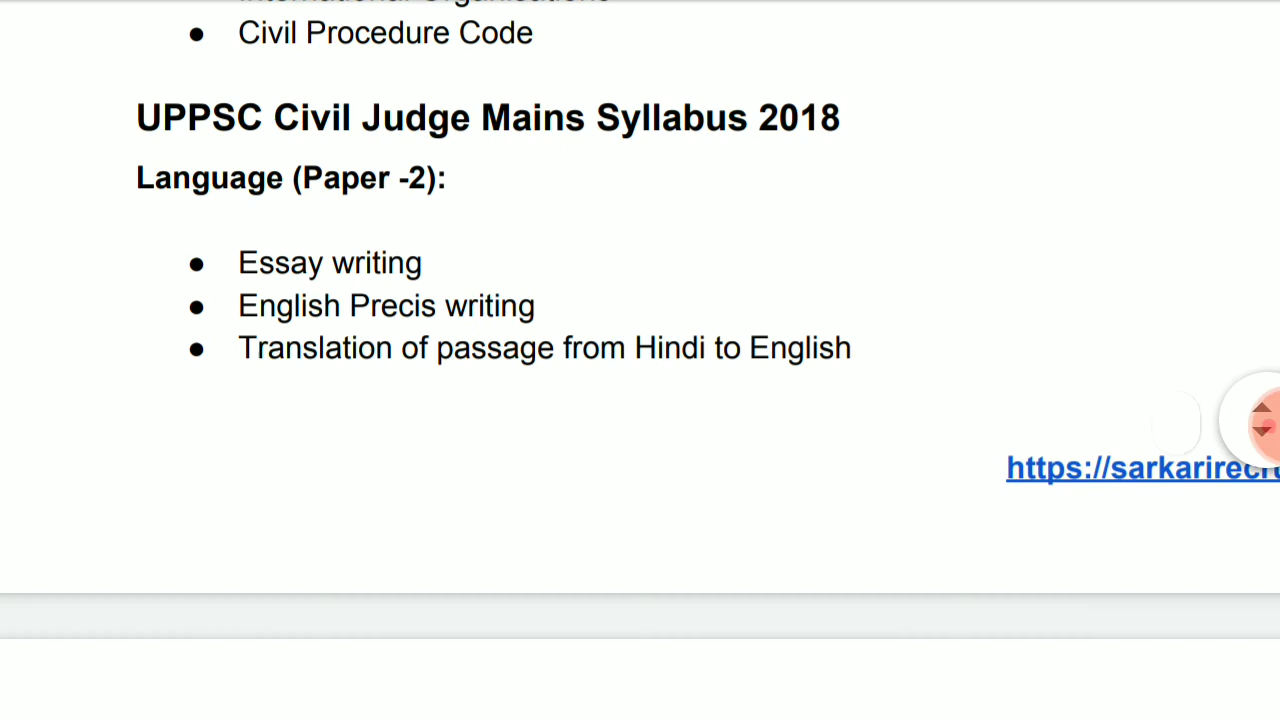 ● Civil Procedure Code
UPPSC Civil Judge Mains Syllabus 2018
Language (Paper -2):
● Essay writing
● English Precis writing
● Translation of passage from Hindi to English
https://sarkarirecr